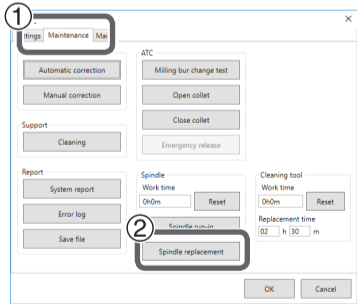 1
ttings Maintenance Mai
Automatic correction
Manual correction
Support
Cleaning
Report
System report
Error log
Save file
ATC
Milling bur change test
Open collet
Close collet
Emergency release
Spindle
Work time
0h0m Reset
Spindle run-in
2
Spindle replacement
Cleaning tool
Work time
0h0m Reset
Replacement time
02 h 30 m
OK Cancel